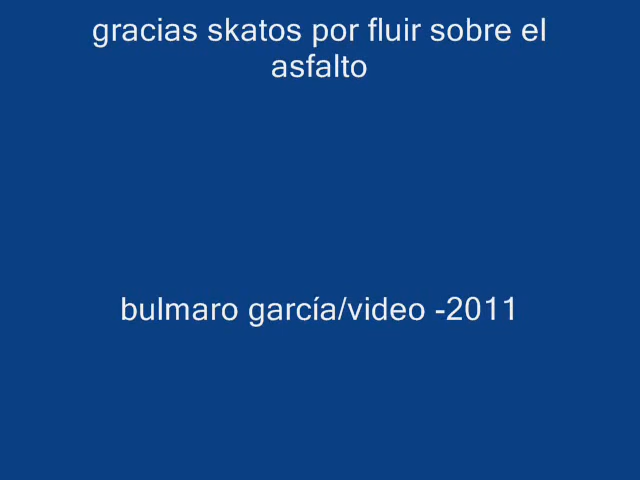 gracias skatos por fluir sobre el
asfalto
bulmaro garcía/video -2011